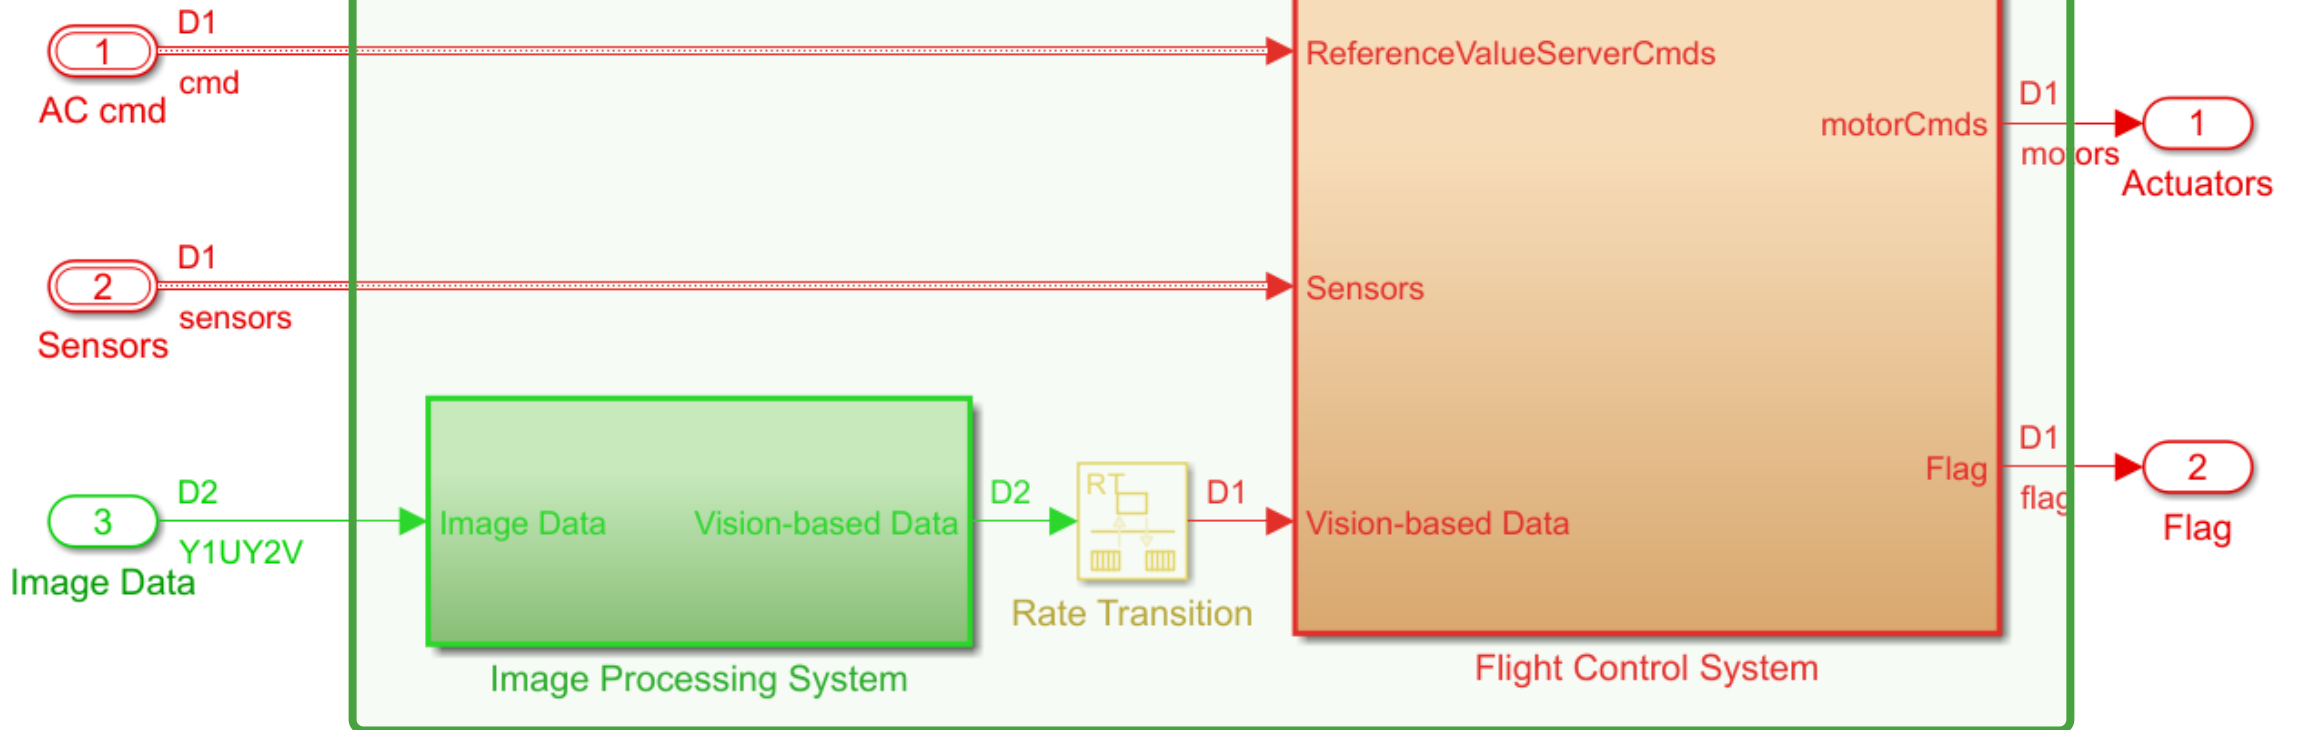 D1
1
cmd
AC cmd
ReferenceValueServerCmds
D1
motorCmds
1
motors
Actuators
D1
2
sensors
Sensors
Sensors
D2
3
Y1UY2V
Image Data
Image Data
Vision-based Data
Image Processing System
D2
RT
Rate Transition
D1
Vision-based Data
Flight Control System
D1
Flag
2
flag
Flag